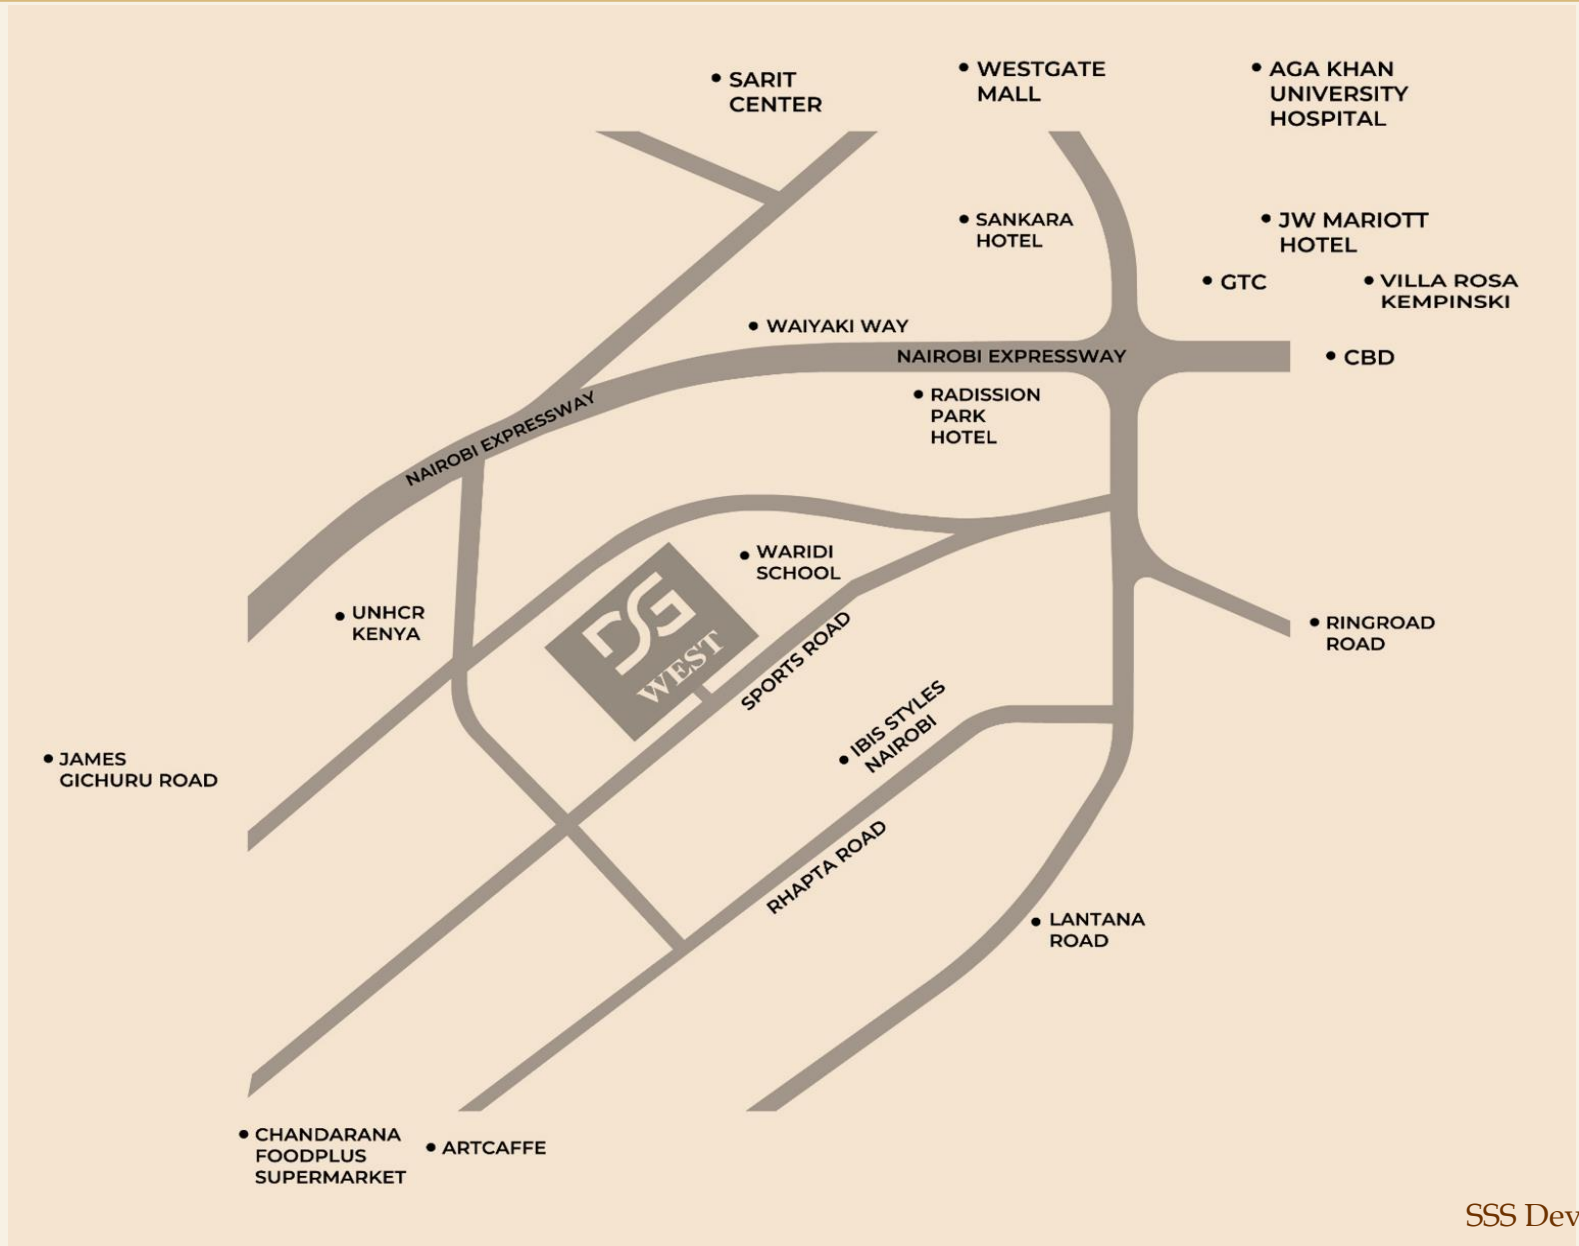 SARIT
CENTER
WESTGATE
MALL
AGA KHAN
UNIVERSITY
HOSPITAL
SANKARA
HOTEL
JW MARIOTT
HOTEL
GTC
VILLA ROSA
KEMPINSKI
WAIYAKI WAY
NAIROBI EXPRESSWAY
CBD
RADISSION
PARK
HOTEL
NAIROBI EXPRESSWAY
WARIDI
SCHOOL
UNHCR
KENYA
DSG
WEST
SPORTS ROAD
RINGROAD
ROAD
IBIS STYLES
NAIROBI
JAMES
GICHURU ROAD
RHAPTA ROAD
LANTANA
ROAD
CHANDARANA
FOODPLUS
SUPERMARKET
ARTCAFFE
SSS Dev